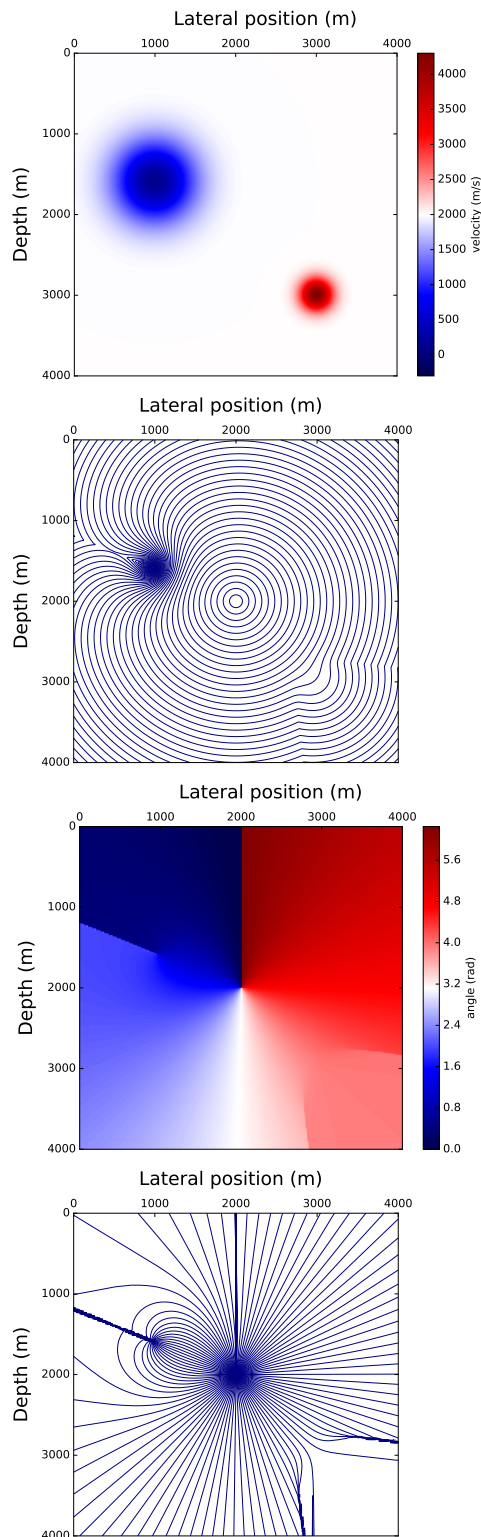 Lateral position (m)
0 1000 2000 3000 4000
0
1000
2000
3000
4000
Depth (m)
4000
3500
3000
2500
2000
1500
1000
500
0
velocity (m/s)
Lateral position (m)
0 1000 2000 3000 4000
0
1000
2000
3000
4000
Depth (m)
Lateral position (m)
0 1000 2000 3000 4000
0
1000
2000
3000
4000
Depth (m)
5.6
4.8
4.0
3.2
2.4
1.6
0.8
0.0
angle (rad)
Lateral position (m)
0 1000 2000 3000 4000
0
1000
2000
3000
4000
Depth (m)